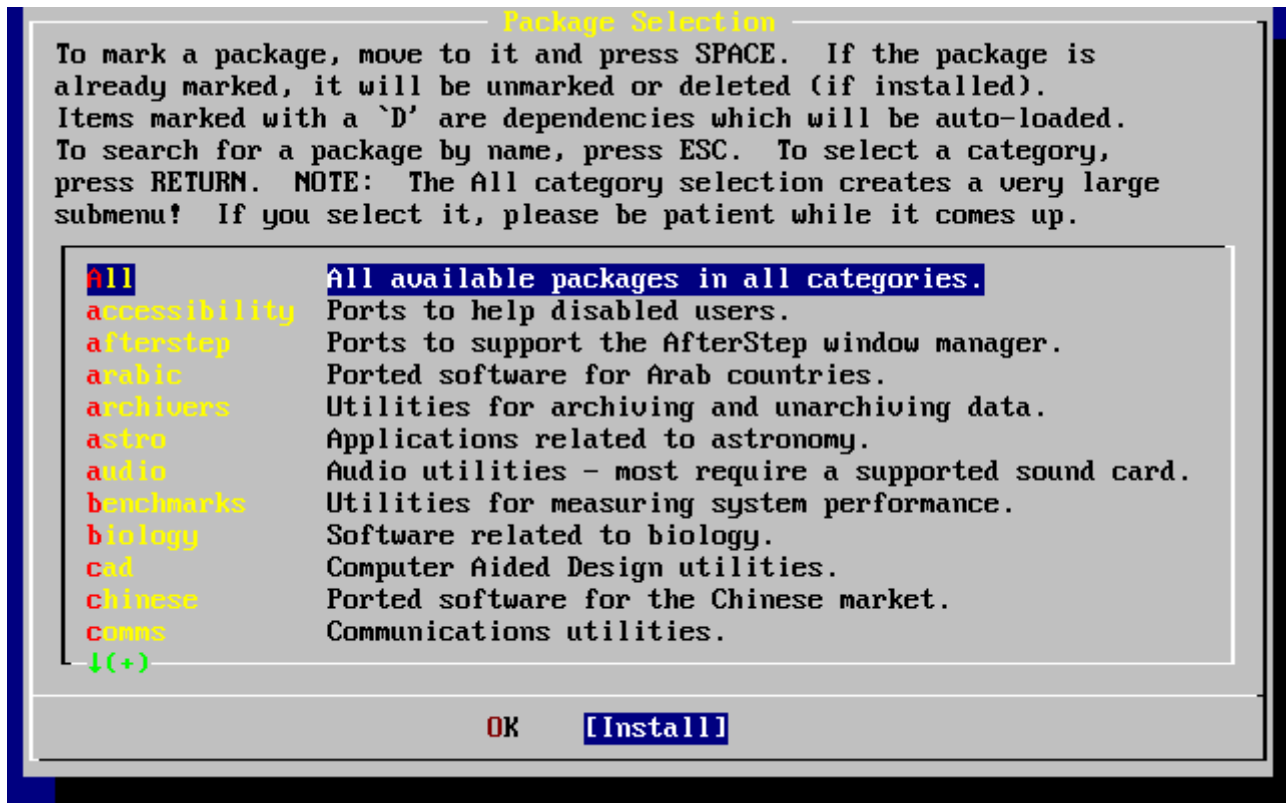 Package Selection
To mark a package, move to it and press SPACE.  If the package is
already marked, it will be unmarked or deleted (if installed).
Items marked with a `D' are dependencies which will be auto-loaded.
To search for a package by name, press ESC.  To select a category,
press RETURN.  NOTE:  The All category selection creates a very large
submenu!  If you select it, please be patient while it comes up.
All All available packages in all categories.
accessibility Ports to help disabled users.
afterstep Ports to support the AfterStep window manager.
arabic Ported software for Arab countries.
archivers Utilities for archiving and unarchiving data.
astro Applications related to astronomy.
audio Audio utilities - most require a supported sound card.
benchmarks Utilities for measuring system performance.
biology Software related to biology.
cad Computer Aided Design utilities.
chinese Ported software for the Chinese market.
comms Communications utilities.
↓(+)
OK [Install]